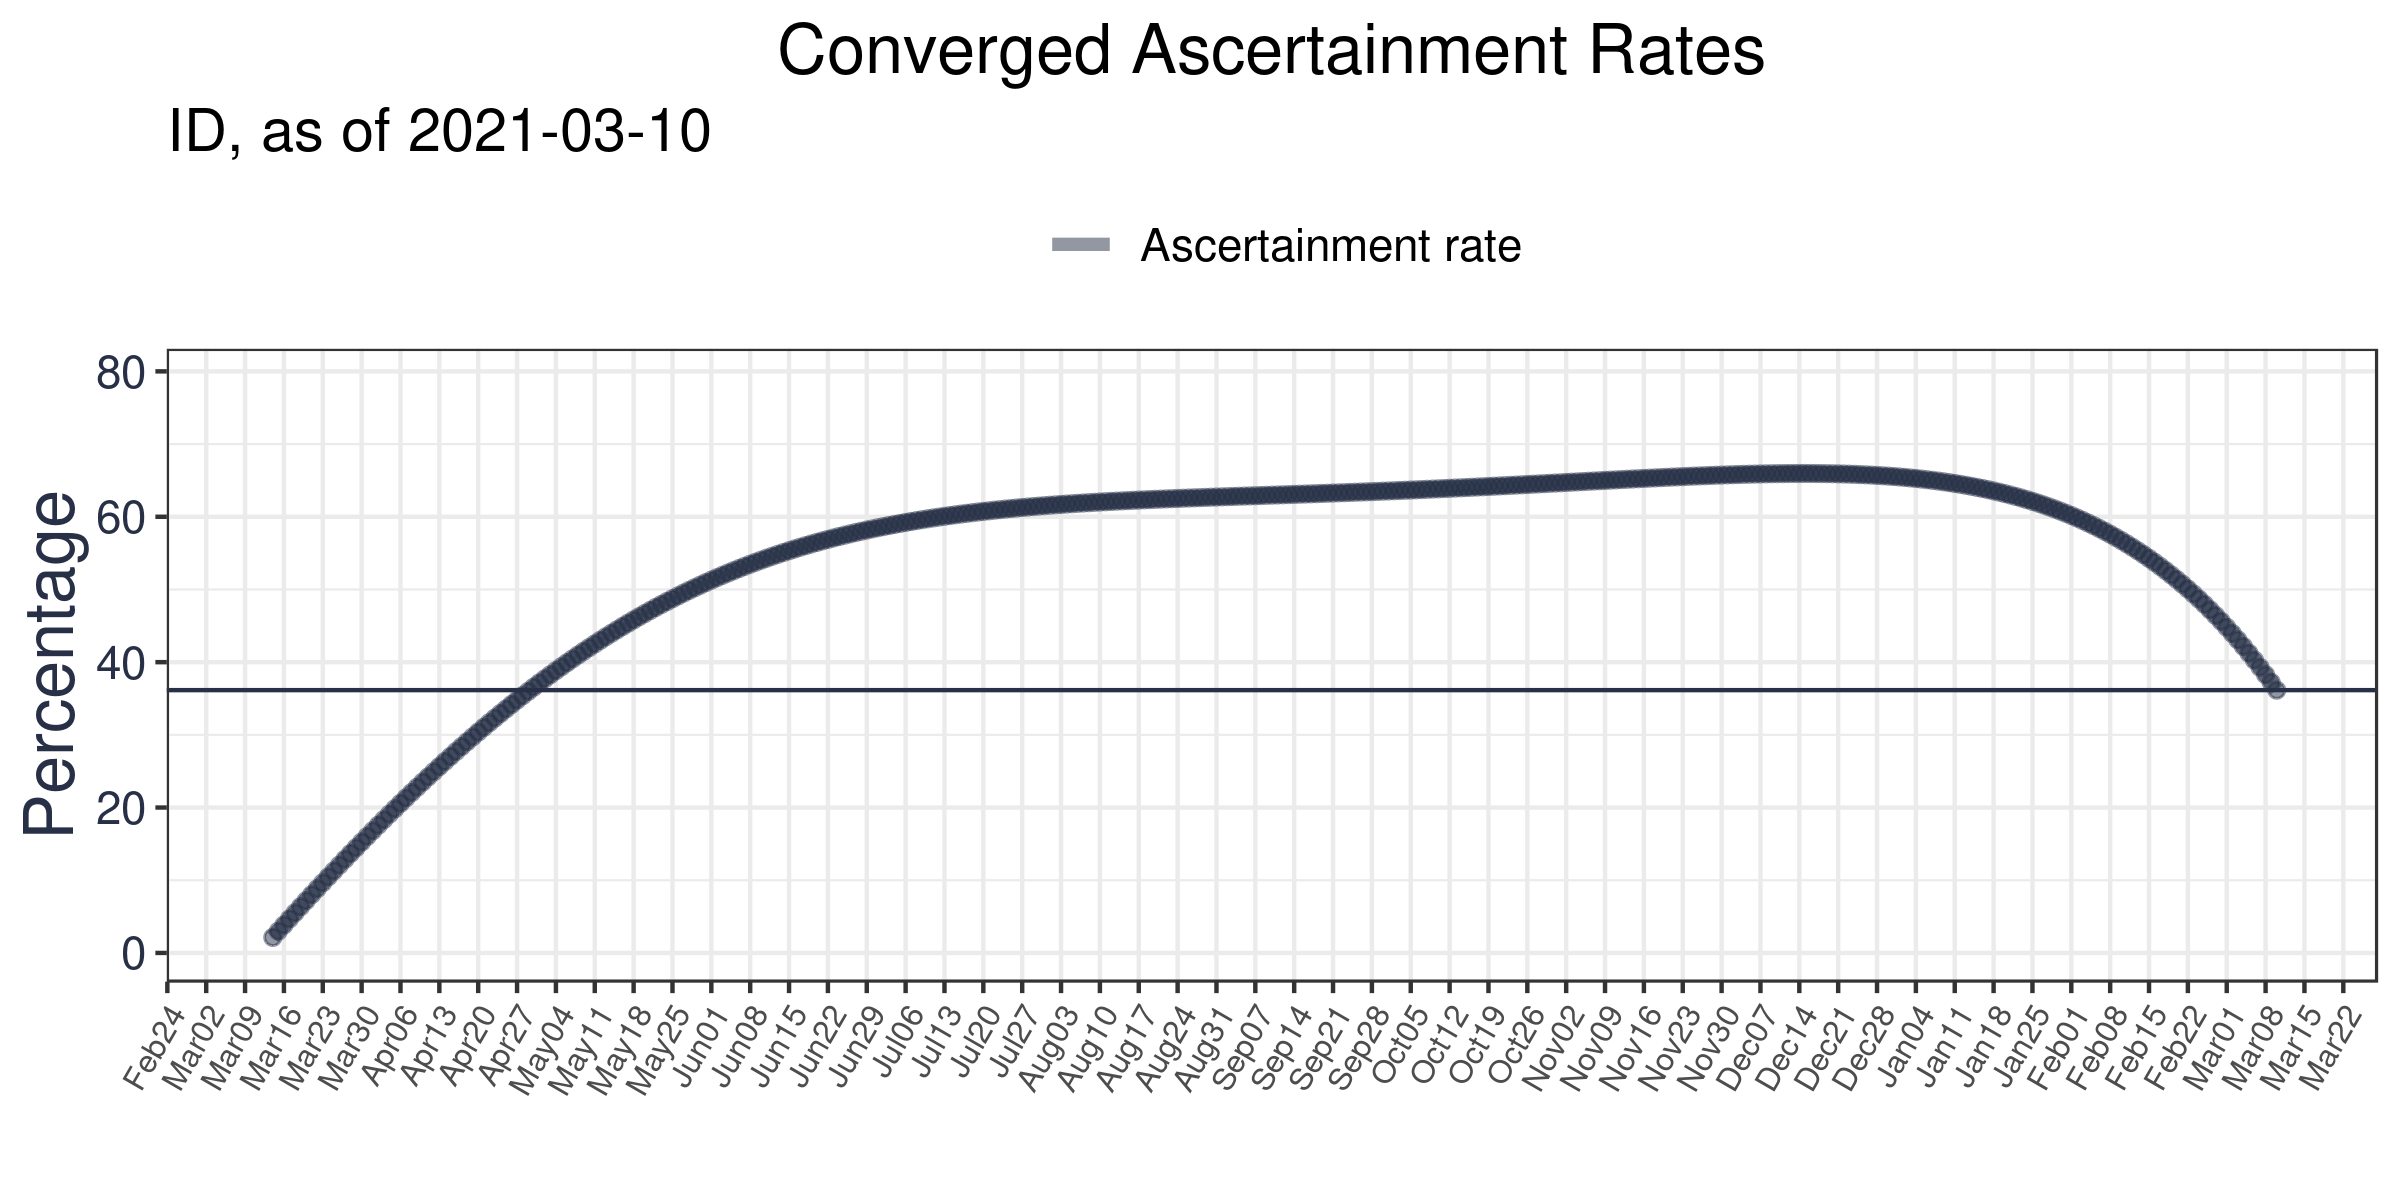 Converged Ascertainment Rates
ID, as of 2021-03-10
Ascertainment rate
Percentage
80
60
40
20
0
Feb24 Mar02 Mar09 Mar16 Mar23 Mar30 Apr06 Apr13 Apr20 Apr27 May04 May11 May18 May25 Jun01 Jun08 Jun15 Jun22 Jun29 Jul06 Jul13 Jul20 Jul27 Aug03 Aug10 Aug17 Aug24 Aug31 Sep07 Sep14 Sep21 Sep28 Oct05 Oct12 Oct19 Oct26 Nov02 Nov09 Nov16 Nov23 Nov30 Dec07 Dec14 Dec21 Dec28 Jan04 Jan11 Jan18 Jan25 Feb01 Feb08 Feb15 Feb22 Mar01 Mar08 Mar15 Mar22